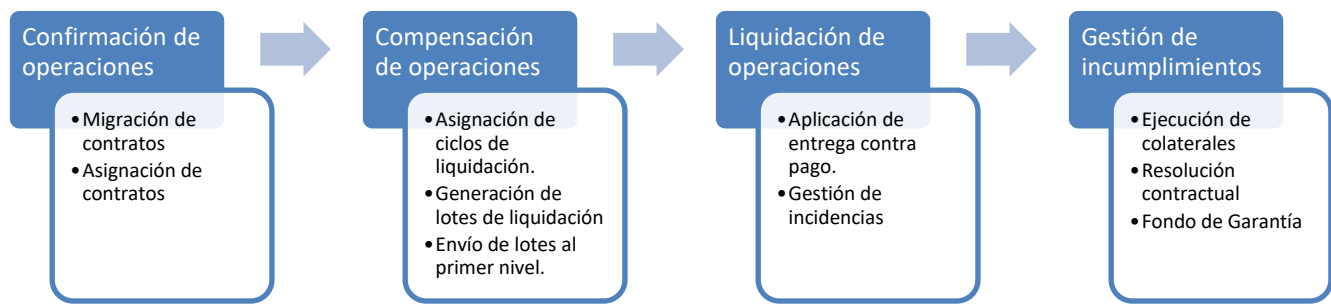 Confirmación de
operaciones
• Migración de
contratos
• Asignación de
contratos
Compensación
de operaciones
• Asignación de
ciclos de
liquidación.
• Generación de
lotes de liquidación
• Envío de lotes al
primer nivel.
Liquidación de
operaciones
• Aplicación de
entrega contra
pago.
• Gestión de
incidencias
Gestión de
incumplimientos
• Ejecución de
colaterales
• Resolución
contractual
• Fondo de Garantía